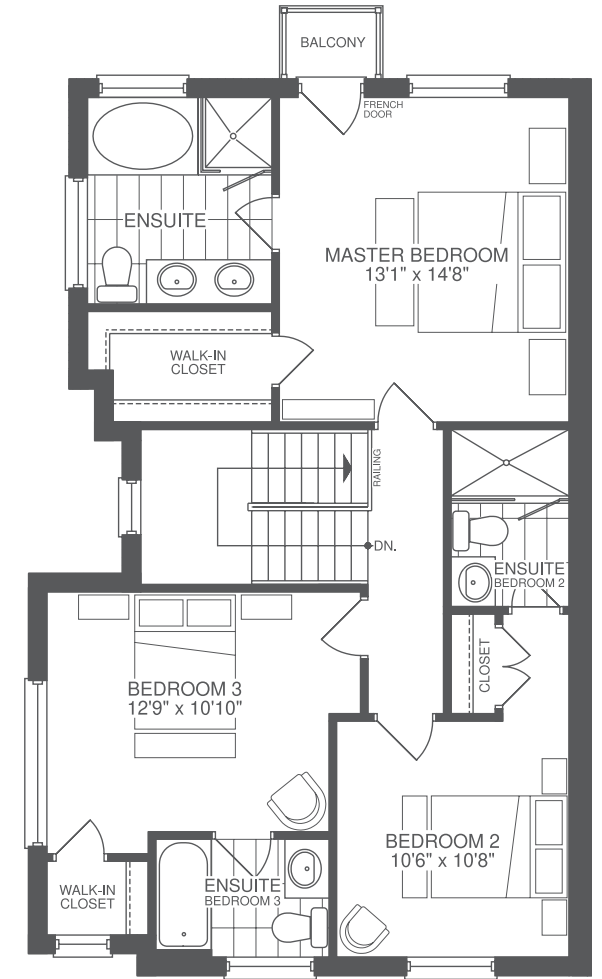 BALCONY
FRENCH
DOOR
ENSUITE
MASTER BEDROOM
13'1" x 14'8"
WALK-IN
CLOSET
RAILING
DN.
ENSUITE
BEDROOM 2
CLOSET
BEDROOM 3
12'9" x 10'10"
BEDROOM 2
10'6" x 10'8"
ENSUITE
BEDROOM 3
WALK-IN
CLOSET